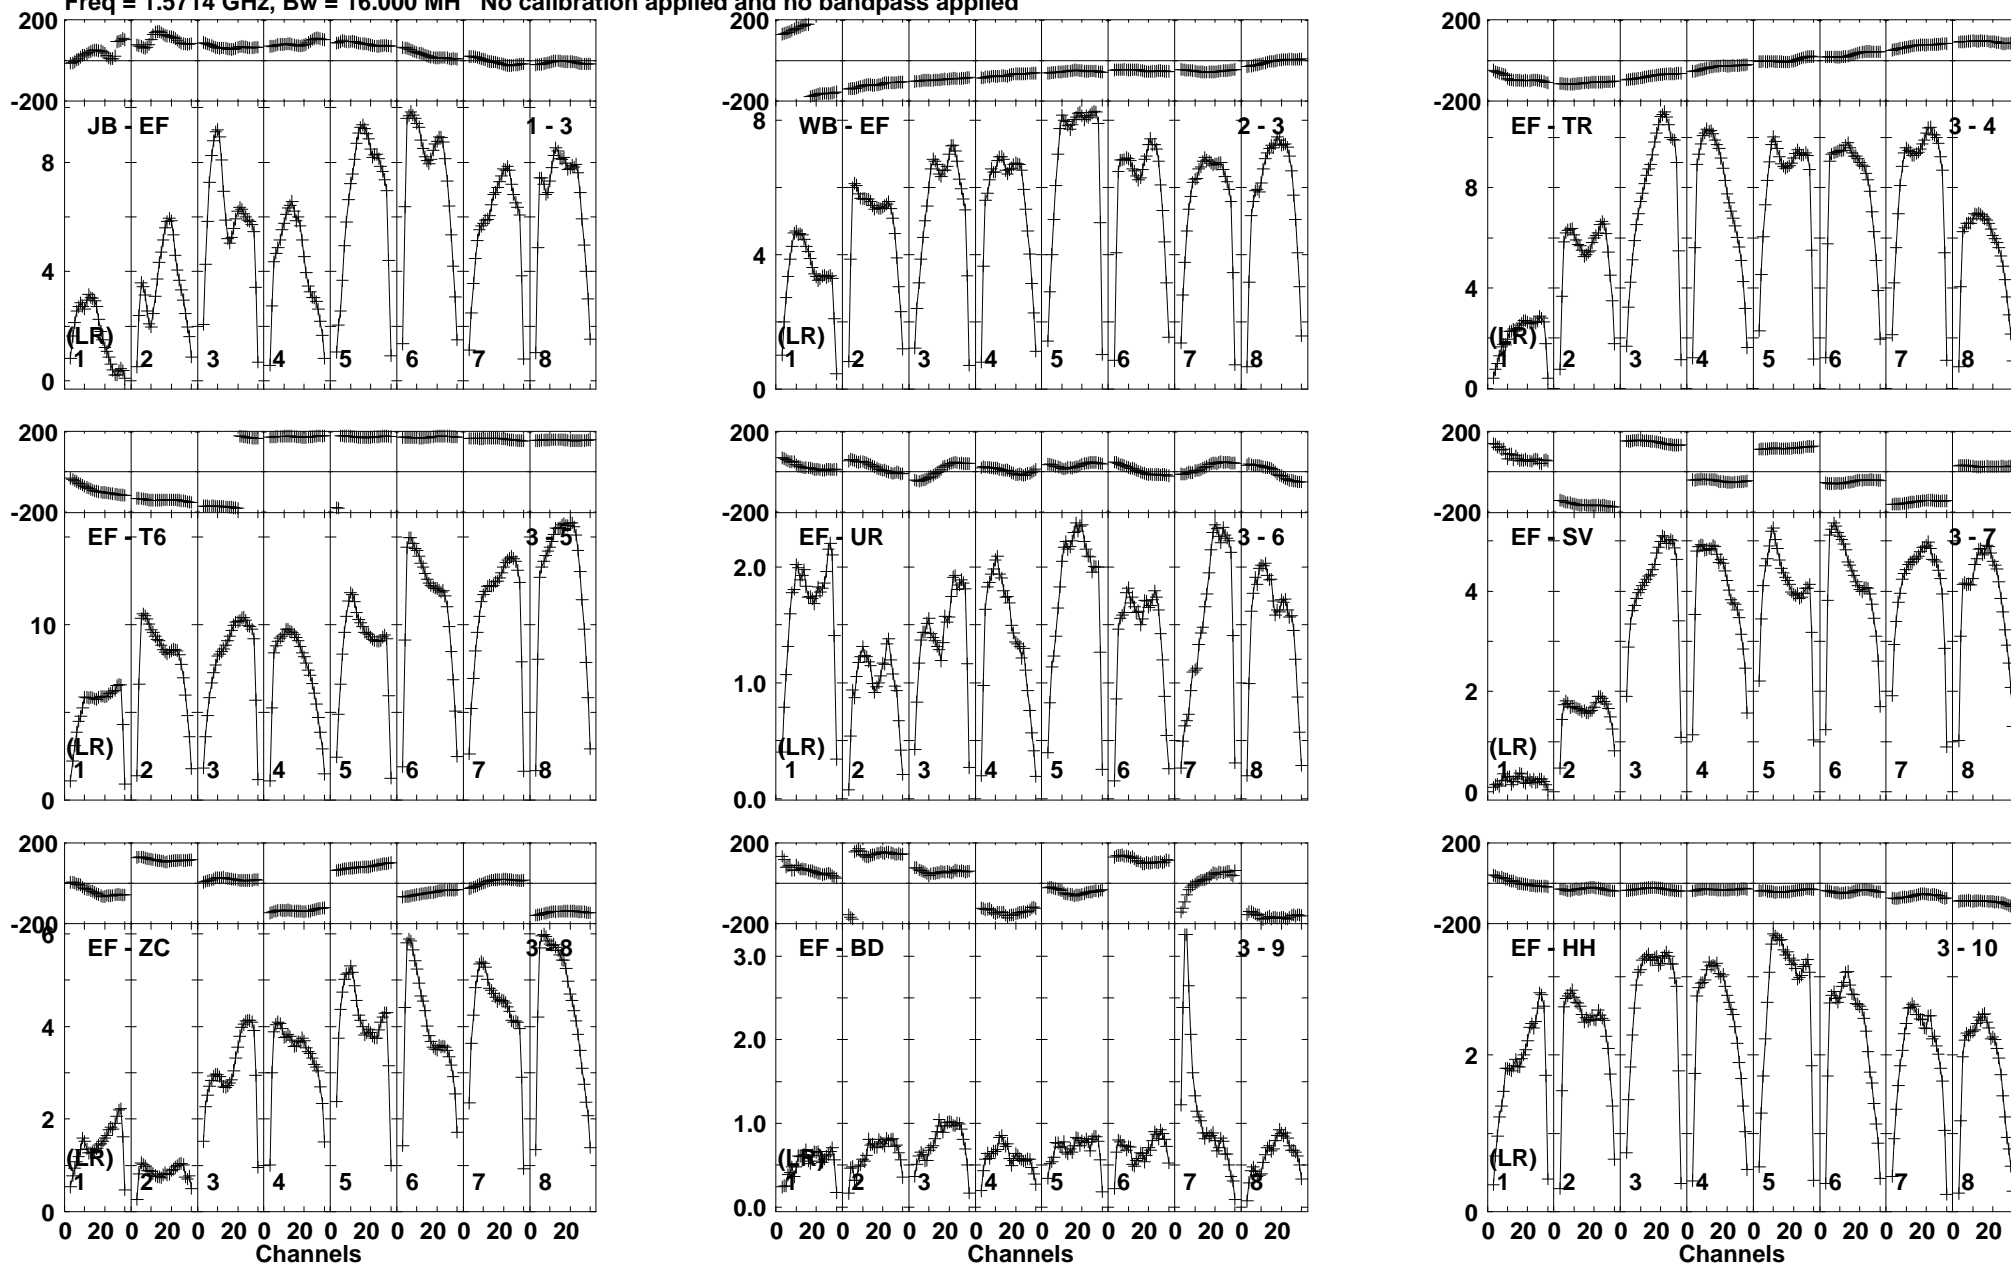 Freq = 1.5714 GHz, Bw = 16.000 MH No calibration applied and no bandpass applied
200
-200
JB - EF
1 - 3
8
4
0
(LR)
1 2 3 4 5 6 7 8
200
-200
WB - EF
2 - 3
8
4
0
(LR)
1 2 3 4 5 6 7 8
200
-200
EF - TR
3 - 4
8
4
0
(LR)
1 2 3 4 5 6 7 8
200
-200
EF - T6
3 - 5
10
0
(LR)
1 2 3 4 5 6 7 8
200
-200
EF - UR
3 - 6
2.0
1.0
0.0
(LR)
1 2 3 4 5 6 7 8
200
-200
EF - SV
3 - 7
4
2
0
(LR)
1 2 3 4 5 6 7 8
200
-200
6
EF - ZC
3 - 8
4
2
0
(LR)
1 2 3 4 5 6 7 8
0 20 0 20 0 20 0 20 0 20 0 20 0 20 0 20
Channels
200
-200
EF - BD
3 - 9
3.0
2.0
1.0
0.0
(LR)
1 2 3 4 5 6 7 8
0 20 0 20 0 20 0 20 0 20 0 20 0 20 0 20
Channels
200
-200
EF - HH
3 - 10
2
0
(LR)
1 2 3 4 5 6 7 8
0 20 0 20 0 20 0 20 0 20 0 20 0 20 0 20
Channels